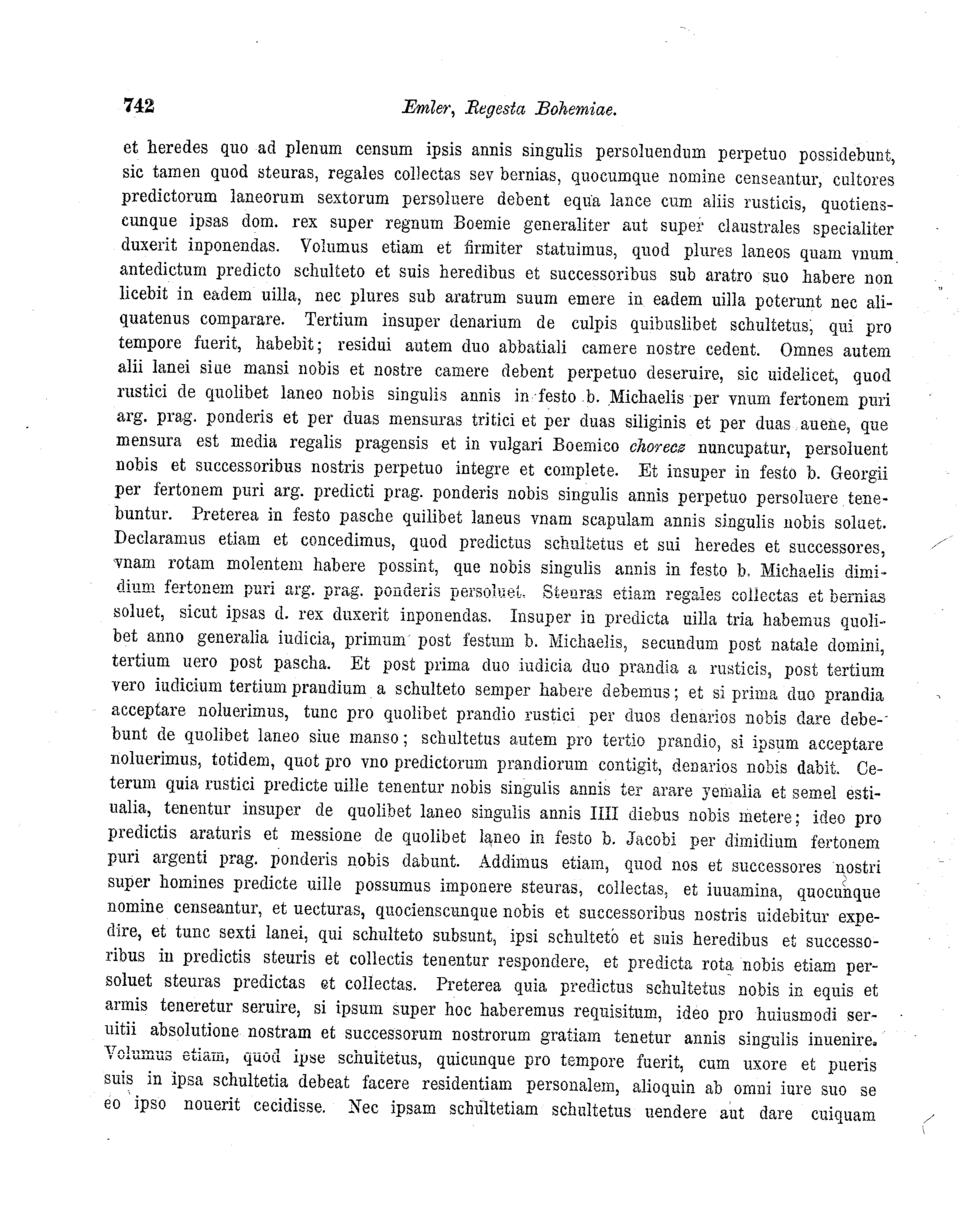 742 Emler, Regesta Bohemiae.
et heredes quo ad plenum censum ipsis annis singulis persoluendum perpetuo possidebunt,
sic tamen quod steuras, regales collectas sev bernias, quocumque nomine censeantur, cultores
predictorum laneorum sextorum persoluere debent equa lance cum aliis rusticis, quotiens-
cunque ipsas dom. rex super regnum Boemie generaliter aut super claustrales specialiter
duxerit inponendas. Volumus etiam et firmiter statuimus, quod plures laneos quam vnum
antedictum predicto schulteto et suis heredibus et successoribus sub aratro suo habere non
licebit in eadem uilla, nec plures sub aratrum suum emere in eadem uilla poterunt nec ali-
quatenus comparare. Tertium insuper denarium de culpis quibuslibet schultetus, qui pro
tempore fuerit, habebit; residui autem duo abbatiali camere nostre cedent. Omnes autem
alii lanei siue mansi nobis et nostre camere debent perpetuo deseruire, sic uidelicet, quod
rustici de quolibet laneo nobis singulis annis in festo b. Michaelis per vnum fertonem puri
arg. prag. ponderis et per duas mensuras tritici et per duas siliginis et per duas auene, que
mensura est media regalis pragensis et in vulgari Boemico chorecz nuncupatur, persoluent
nobis et successoribus nostris perpetuo integre et complete. Et insuper in festo b. Georgii
per fertonem puri arg. predicti prag. ponderis nobis singulis annis perpetuo persoluere tene-
buntur. Preterea in festo pasche quilibet laneus vnam scapulam annis singulis nobis soluet.
Declaramus etiam et concedimus, quod predictus schultetus et sui heredes et successores,
vnam rotam molentem habere possint, que nobis singulis annis in festo b. Michaelis dimi-
dium fertonem puri arg. prag. ponderis persoluet. Steuras etiam regales collectas et bernias
soluet, sicut ipsas d. rex duxerit inponendas. Insuper in predicta uilla tria habemus quoli-
bet anno generalia iudicia, primum post festum b. Michaelis, secundum post natale domini,
tertium uero post pascha. Et post prima duo iudicia duo prandia a rusticis, post tertium
vero iudicium tertium prandium a schulteto semper habere debemus; et si prima duo prandia
acceptare noluerimus, tunc pro quolibet prandio rustici per duos denarios nobis dare debe-
bunt de quolibet laneo siue manso; schultetus autem pro tertio prandio, si ipsum acceptare
noluerimus, totidem, quot pro vno predictorum prandiorum contigit, denarios nobis dabit. Ce-
terum quia rustici predicte uille tenentur nobis singulis annis ter arare yemalia et semel esti-
ualia, tenentur insuper de quolibet laneo singulis annis IIII diebus nobis metere; ideo pro
predictis araturis et messione de quolibet laneo in festo b. Jacobi per dimidium fertonem
puri argenti prag. ponderis nobis dabunt. Addimus etiam, quod nos et successores nostri
super homines predicte uille possumus imponere steuras, collectas, et iuuamina, quocunque
nomine censeantur, et uecturas, quocienscunque nobis et successoribus nostris uidebitur expe-
dire, et tunc sexti lanei, qui schulteto subsunt, ipsi schulteto et suis heredibus et successo-
ribus in predictis steuris et collectis tenentur respondere, et predicta rota nobis etiam per-
soluet steuras predictas et collectas. Preterea quia predictus schultetus nobis in equis et
armis teneretur seruire, si ipsum super hoc haberemus requisitum, ideo pro huiusmodi ser-
uitii absolutione nostram et successorum nostrorum gratiam tenetur annis singulis inuenire.
Volumus etiam, quod ipse schultetus, quicunque pro tempore fuerit, cum uxore et pueris
suis in ipsa schultetia debeat facere residentiam personalem, alioquin ab omni iure suo se
eo ipso nouerit cecidisse. Nec ipsam schultetiam schultetus uendere aut dare cuiquam